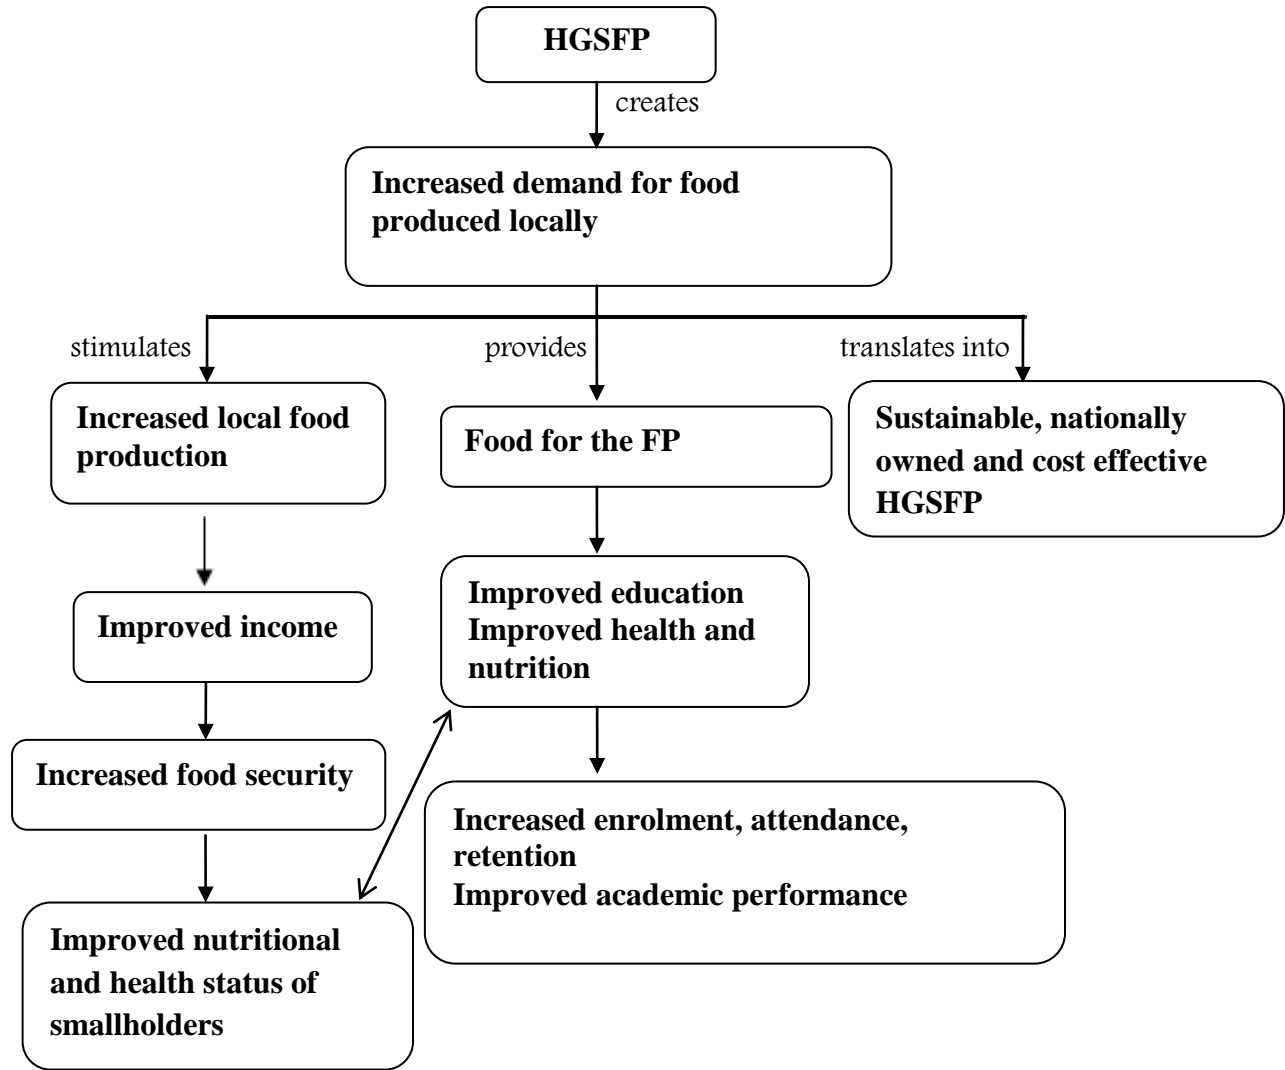 HGSFP
creates
Increased demand for food
produced locally
stimulates
provides
translates into
Increased local food
production
Food for the FP
Sustainable, nationally
owned and cost effective
HGSFP
Improved income
Improved education
Improved health and
nutrition
Increased food security
Increased enrolment, attendance,
retention
Improved academic performance
Improved nutritional
and health status of
smallholders